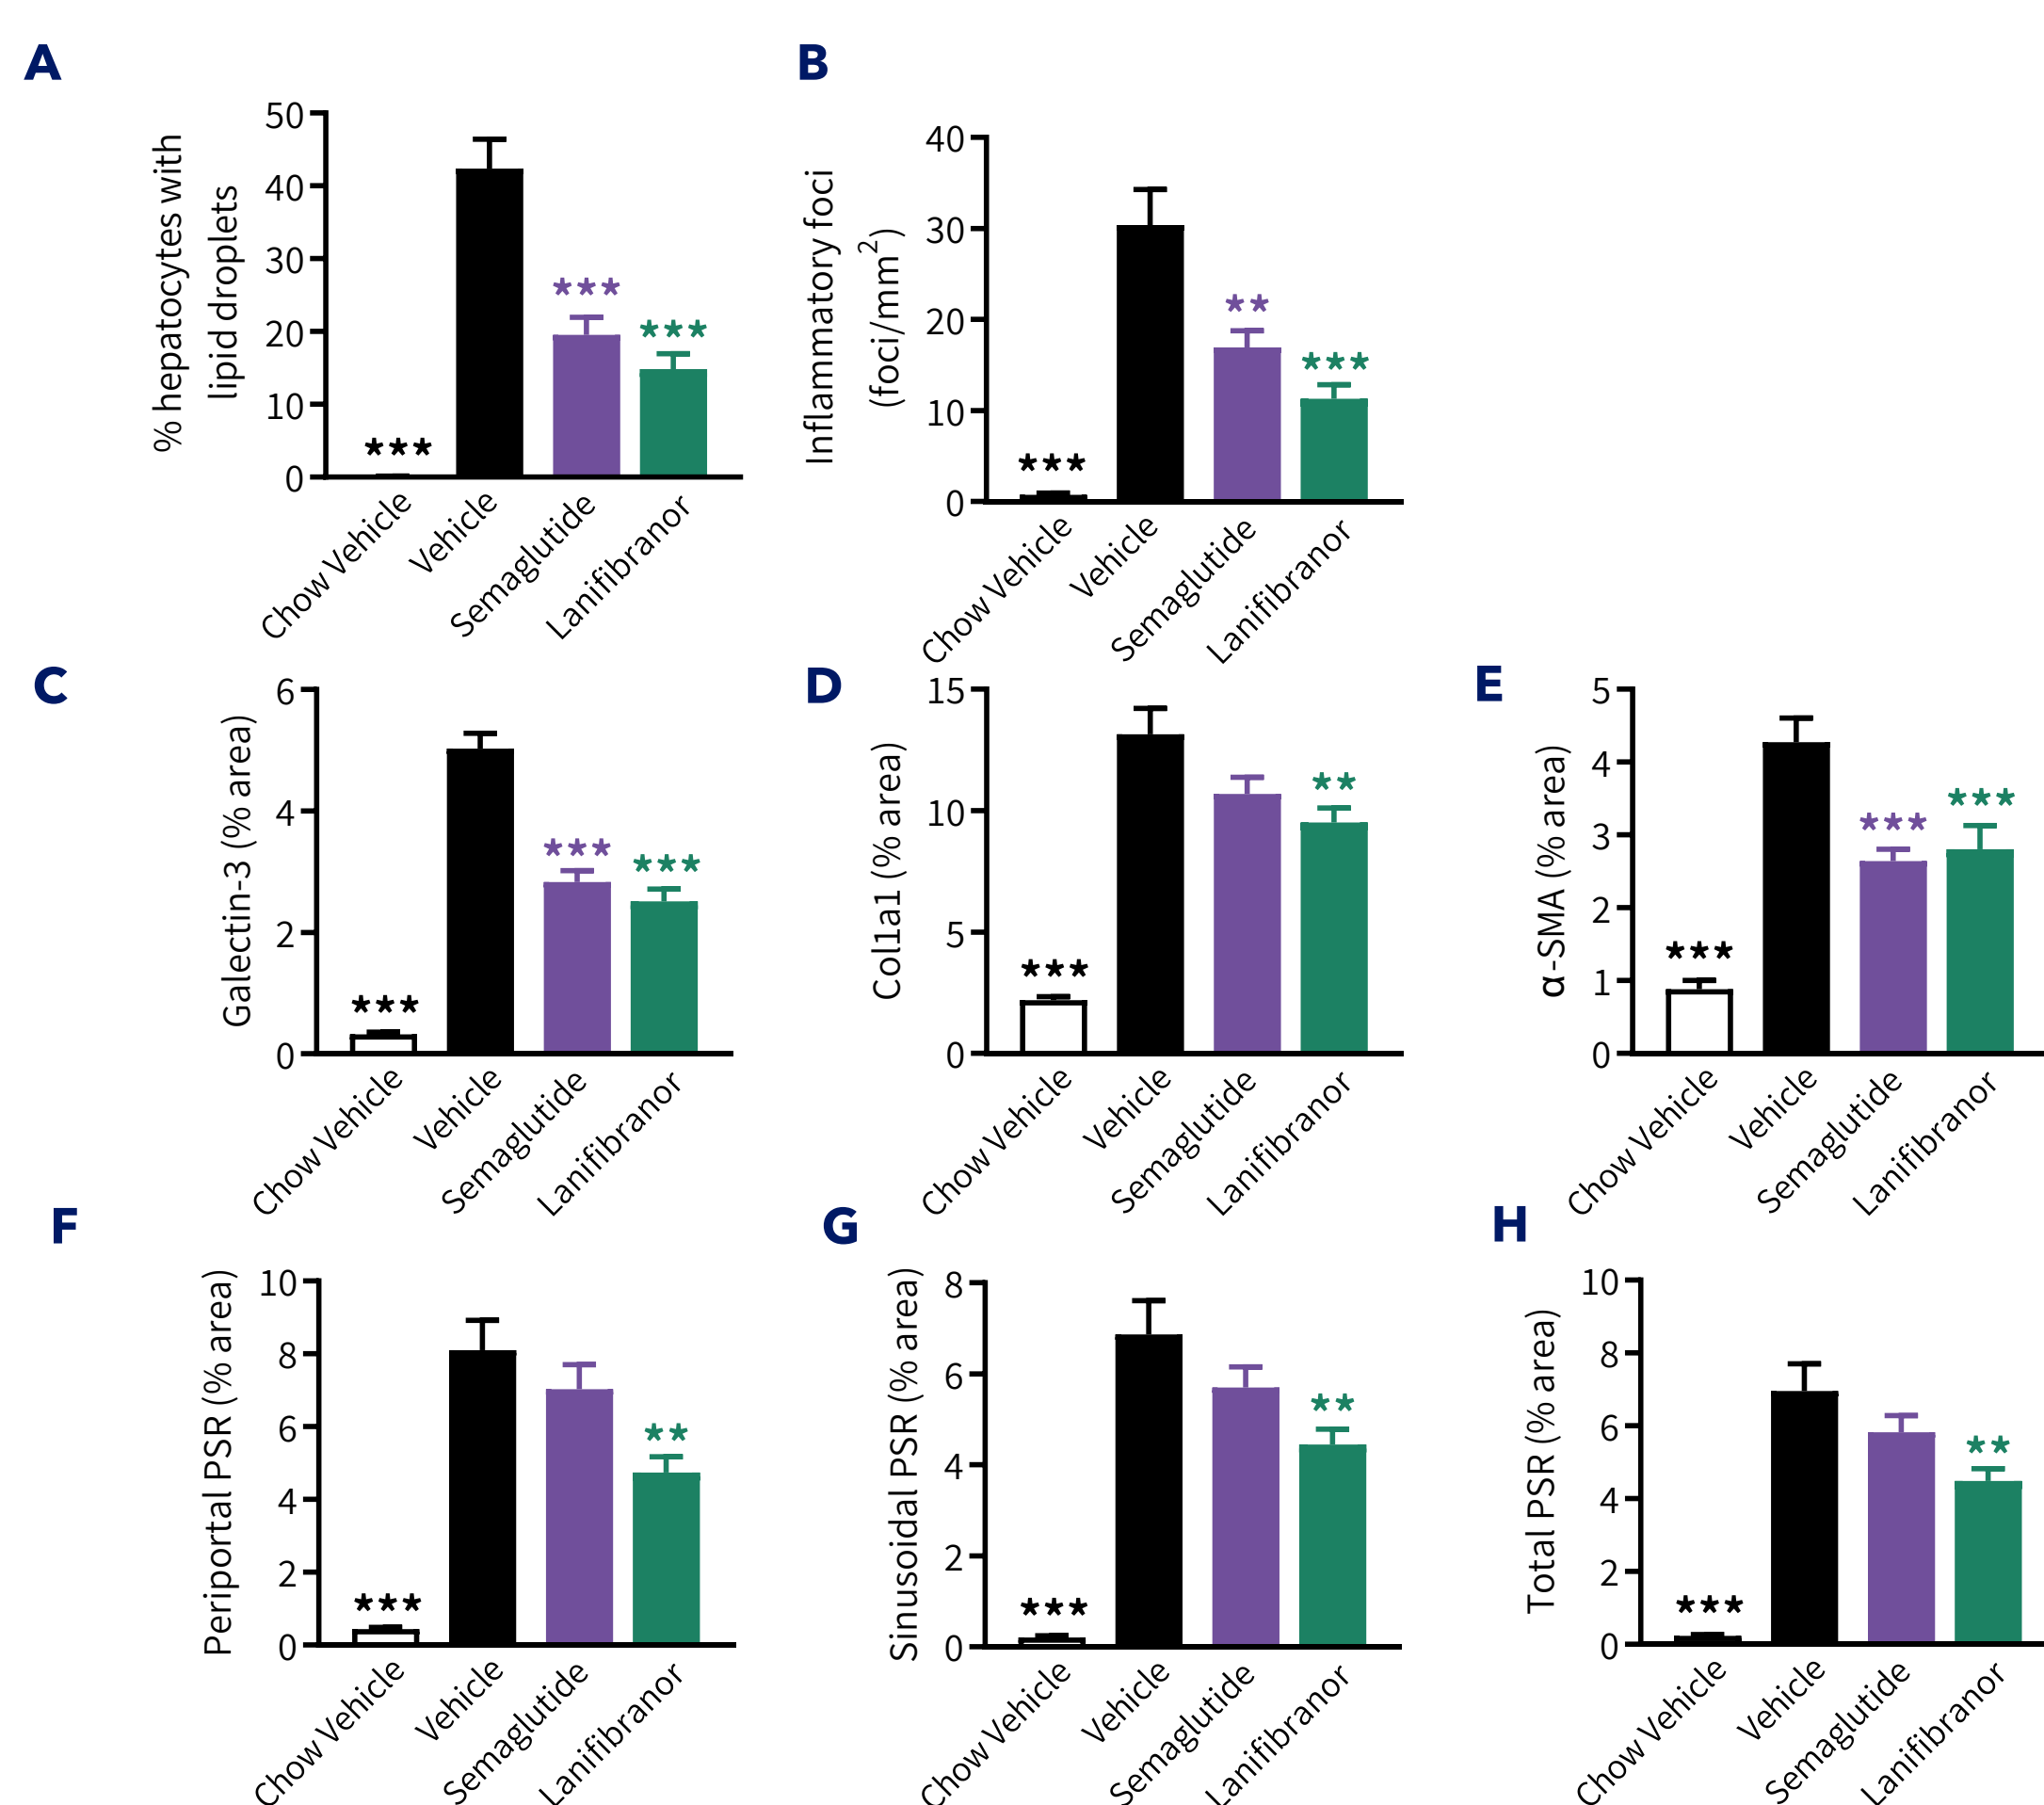 A
% hepatocytes with
lipid droplets
50
40
30
20
10
0
***
***
***
Chow Vehicle
Vehicle
Semaglutide
Lanifibranor
B
Inflammatory foci
(foci/mm²)
40
30
20
10
0
***
**
***
Chow Vehicle
Vehicle
Semaglutide
Lanifibranor
C
Galectin-3 (% area)
6
4
2
0
***
***
***
Chow Vehicle
Vehicle
Semaglutide
Lanifibranor
D
Col1a1 (% area)
15
10
5
0
***
**
Chow Vehicle
Vehicle
Semaglutide
Lanifibranor
E
α-SMA (% area)
5
4
3
2
1
0
***
***
***
Chow Vehicle
Vehicle
Semaglutide
Lanifibranor
F
Periportal PSR (% area)
10
8
6
4
2
0
***
**
Chow Vehicle
Vehicle
Semaglutide
Lanifibranor
G
Sinusoidal PSR (% area)
8
6
4
2
0
***
**
Chow Vehicle
Vehicle
Semaglutide
Lanifibranor
H
Total PSR (% area)
10
8
6
4
2
0
***
**
Chow Vehicle
Vehicle
Semaglutide
Lanifibranor